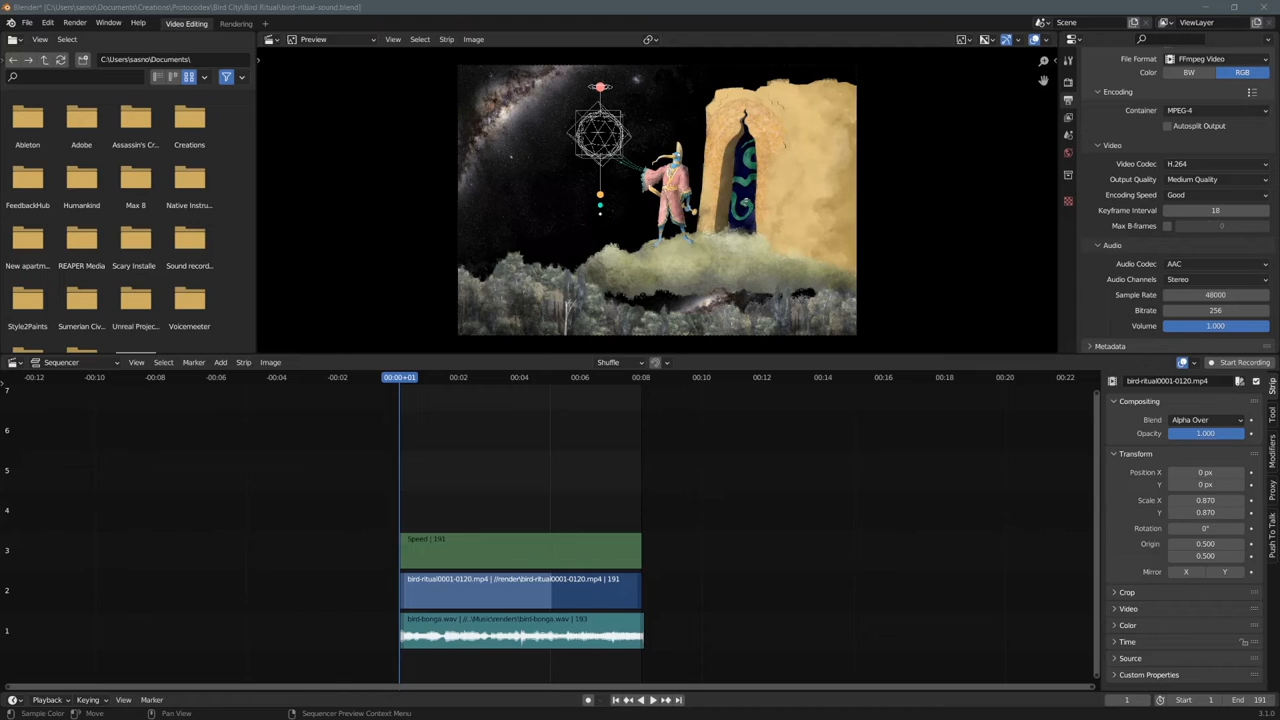 Blender* [C:\Users\sasno\Documents\Creations\Protocodex\Bird City\Bird Ritual\bird-ritual-sound.blend]
File Edit Render Window Help Video Editing Rendering + Scene ViewLayer
View Select Preview View Select Strip Image
C:\Users\sasno\Documents\
File Format FFmpeg Video
Color BW RGB
Encoding
Container MPEG-4
Autosplit Output
Ableton Adobe Assassin's Cr... Creations
Video
Video Codec H.264
Output Quality Medium Quality
Encoding Speed Good
FeedbackHub Humankind Max 8 Native Instru...
Keyframe Interval 18
Max B-frames 0
Audio
Audio Codec AAC
New apartm... REAPER Media Scary Installe Sound record...
Audio Channels Stereo
Sample Rate 48000
Bitrate 256
Style2Paints Sumerian Civ... Unreal Projec... Voicemeeter
Volume 1.000
Metadata
Sequencer View Select Marker Add Strip Image Shuffle Start Recording
-00:12 -00:10 -00:08 -00:06 -00:04 -00:02 00:00+01 00:02 00:04 00:06 00:08 00:10 00:12 00:14 00:16 00:18 00:20 00:22
bird-ritual0001-0120.mp4
7
6
5
4
3
2
1
Speed | 191
bird-ritual0001-0120.mp4 | //render\bird-ritual0001-0120.mp4 | 191
bird-bonga.wav | //..\Music\renders\bird-bonga.wav | 193
Compositing
Blend Alpha Over
Opacity 1.000
Transform
Position X 0 px
Y 0 px
Scale X 0.870
Y 0.870
Rotation 0°
Origin 0.500
0.500
Mirror X Y
Crop
Video
Color
Time
Source
Custom Properties
Strip
Tool
Modifiers
Proxy
Push To Talk
Playback Keying View Marker 1 Start 1 End 191
Sample Color Move Pan View Sequencer Preview Context Menu 3.1.0